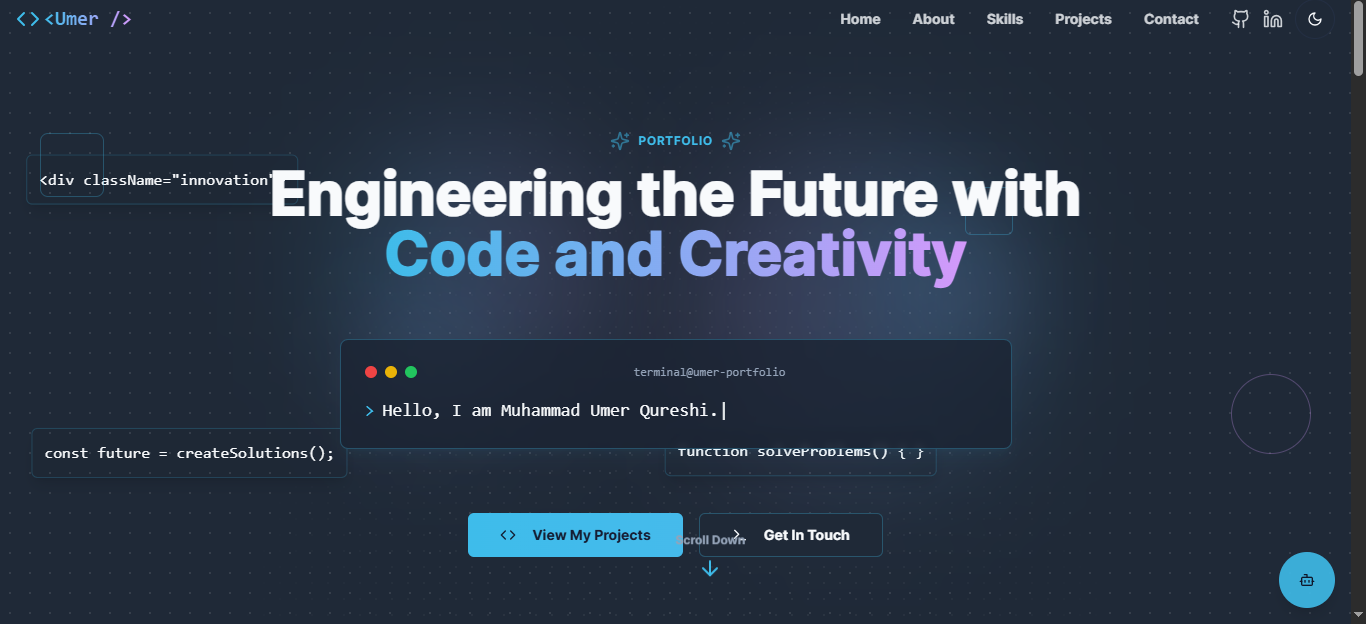 <Umer />
Home About Skills Projects Contact
PORTFOLIO
<div className="innovation"
Engineering the Future with
Code and Creativity
terminal@umer-portfolio
> Hello, I am Muhammad Umer Qureshi.|
const future = createSolutions();
function solveProblems() { }
<> View My Projects
>_ Get In Touch
Scroll Down